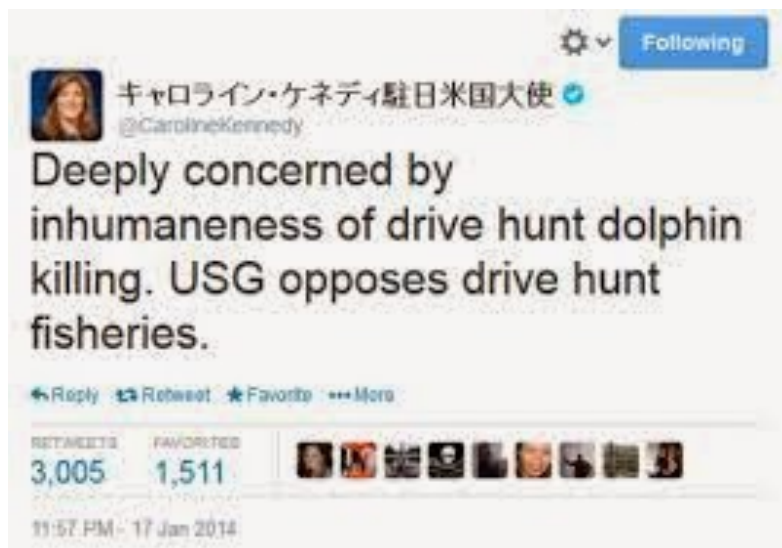 Following
キャロライン・ケネディ駐日米国大使
@CarolineKennedy
Deeply concerned by
inhumaneness of drive hunt dolphin
killing. USG opposes drive hunt
fisheries.
Reply Retweet Favorite More
RETWEETS FAVORITES
3,005 1,511
11:57 PM - 17 Jan 2014